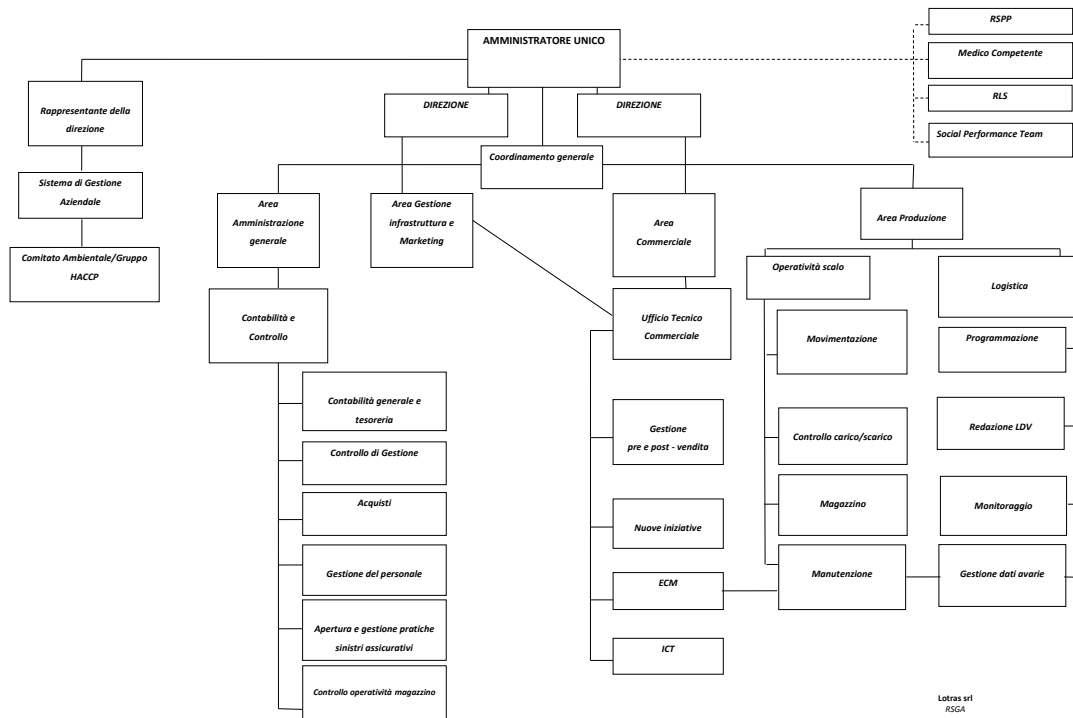 AMMINISTRATORE UNICO
RSPP
Medico Competente
RLS
Social Performance Team
Rappresentante della
direzione
DIREZIONE
DIREZIONE
Coordinamento generale
Sistema di Gestione
Aziendale
Comitato Ambientale/Gruppo
HACCP
Area
Amministrazione
generale
Area Gestione
infrastruttura e
Marketing
Area
Commerciale
Area Produzione
Contabilità e
Controllo
Ufficio Tecnico
Commerciale
Operatività scalo
Logistica
Contabilità generale e
tesoreria
Controllo di Gestione
Acquisti
Gestione del personale
Apertura e gestione pratiche
sinistri assicurativi
Controllo operatività magazzino
Gestione
pre e post - vendita
Nuove iniziative
ECM
ICT
Movimentazione
Controllo carico/scarico
Magazzino
Manutenzione
Programmazione
Redazione LDV
Monitoraggio
Gestione dati avarie
Lotras srl
RSGA